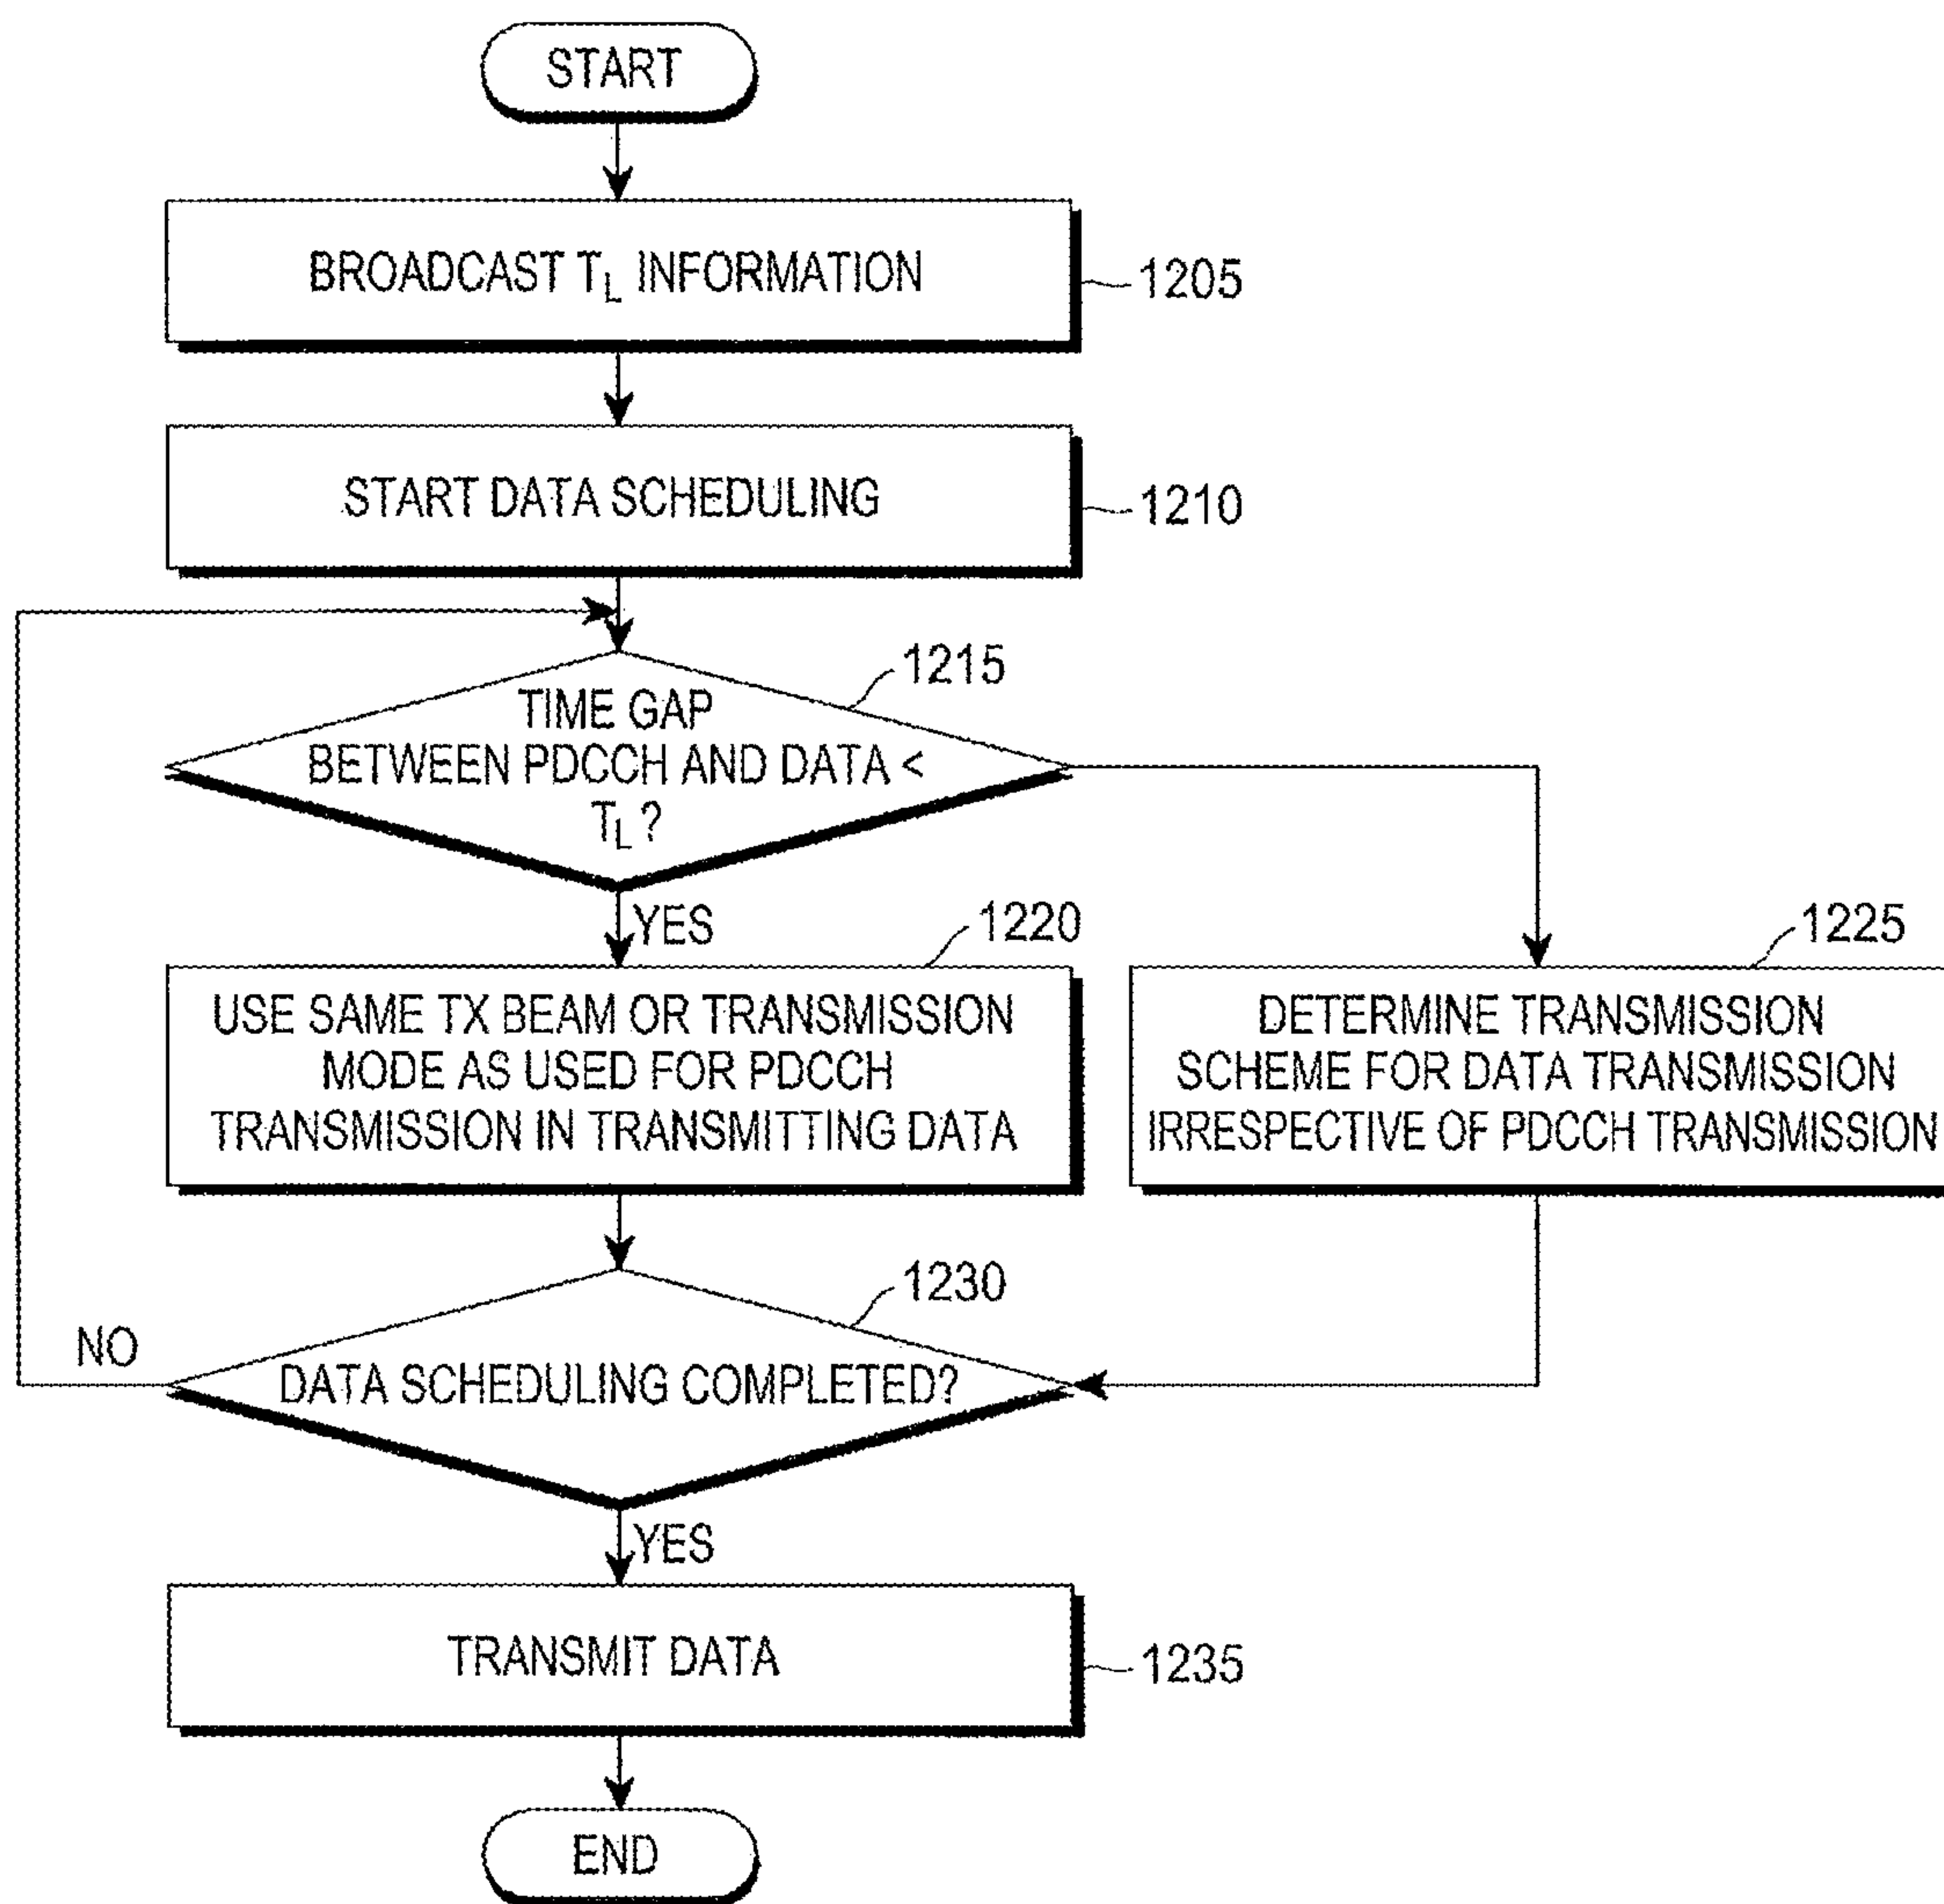 START
BROADCAST TL INFORMATION
1205
START DATA SCHEDULING
1210
1215
TIME GAP
BETWEEN PDCCH AND DATA <
TL ?
YES
1220
USE SAME TX BEAM OR TRANSMISSION
MODE AS USED FOR PDCCH
TRANSMISSION IN TRANSMITTING DATA
1225
DETERMINE TRANSMISSION
SCHEME FOR DATA TRANSMISSION
IRRESPECTIVE OF PDCCH TRANSMISSION
1230
NO
DATA SCHEDULING COMPLETED?
YES
TRANSMIT DATA
1235
END